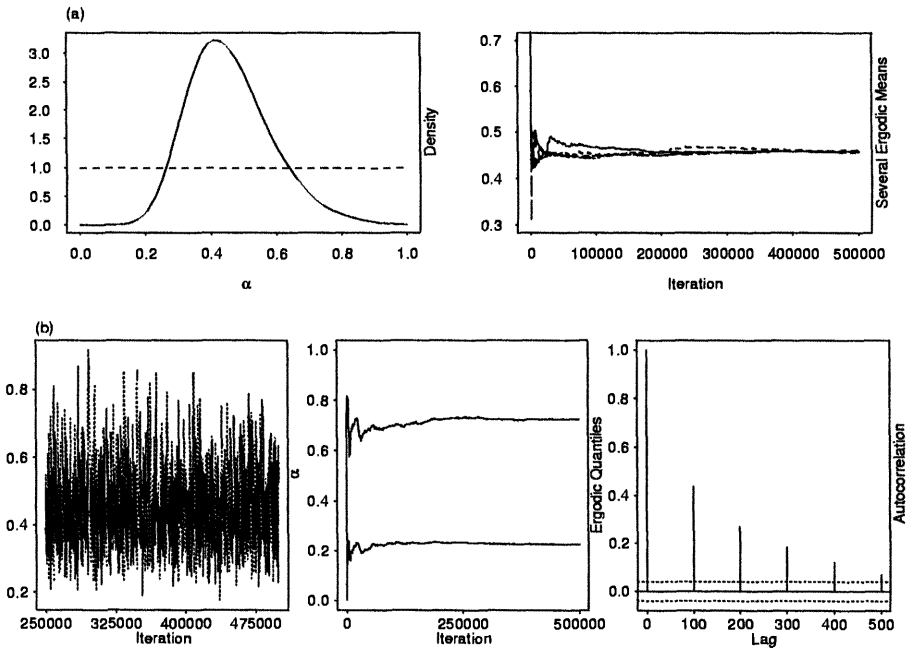 (a)
3.0
2.5
2.0
1.5
1.0
0.5
0.0
0.0 0.2 0.4 0.6 0.8 1.0
α
Density
0.7
0.5
0.4
0.3
0 100000 200000 300000 400000 500000
Iteration
Several Ergodic Means
(b)
0.8
0.6
0.4
0.2
250000 325000 400000 475000
Iteration
α
1.0
0.8
0.6
0.4
0.2
0.0
0 250000 500000
Iteration
Ergodic Quantiles
1.0
0.8
0.6
0.4
0.2
0.0
0 100 200 300 400 500
Lag
Autocorrelation